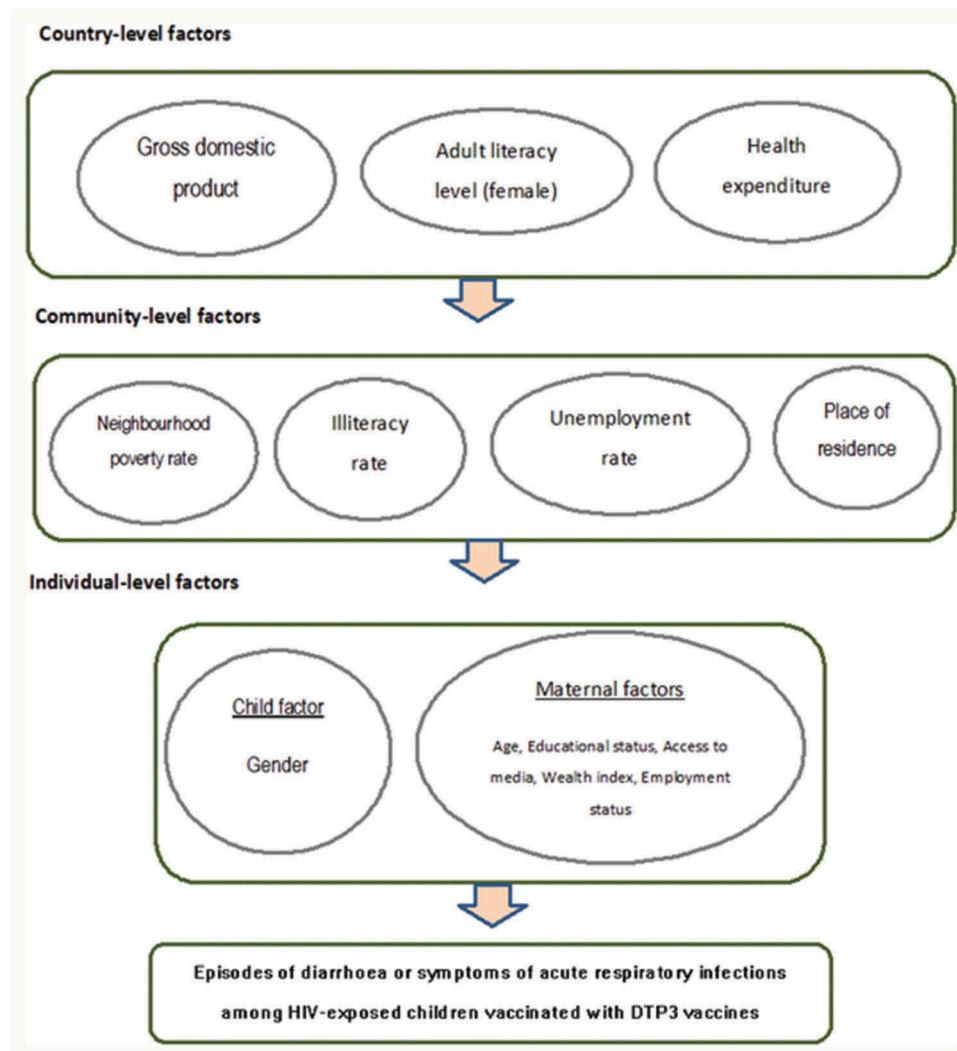 Country-level factors
Gross domestic
product
Adult literacy
level (female)
Health
expenditure
Community-level factors
Neighbourhood
poverty rate
Illiteracy
rate
Unemployment
rate
Place of
residence
Individual-level factors
Child factor
Gender
Maternal factors
Age, Educational status, Access to
media, Wealth index, Employment
status
Episodes of diarrhoea or symptoms of acute respiratory infections
among HIV-exposed children vaccinated with DTP3 vaccines